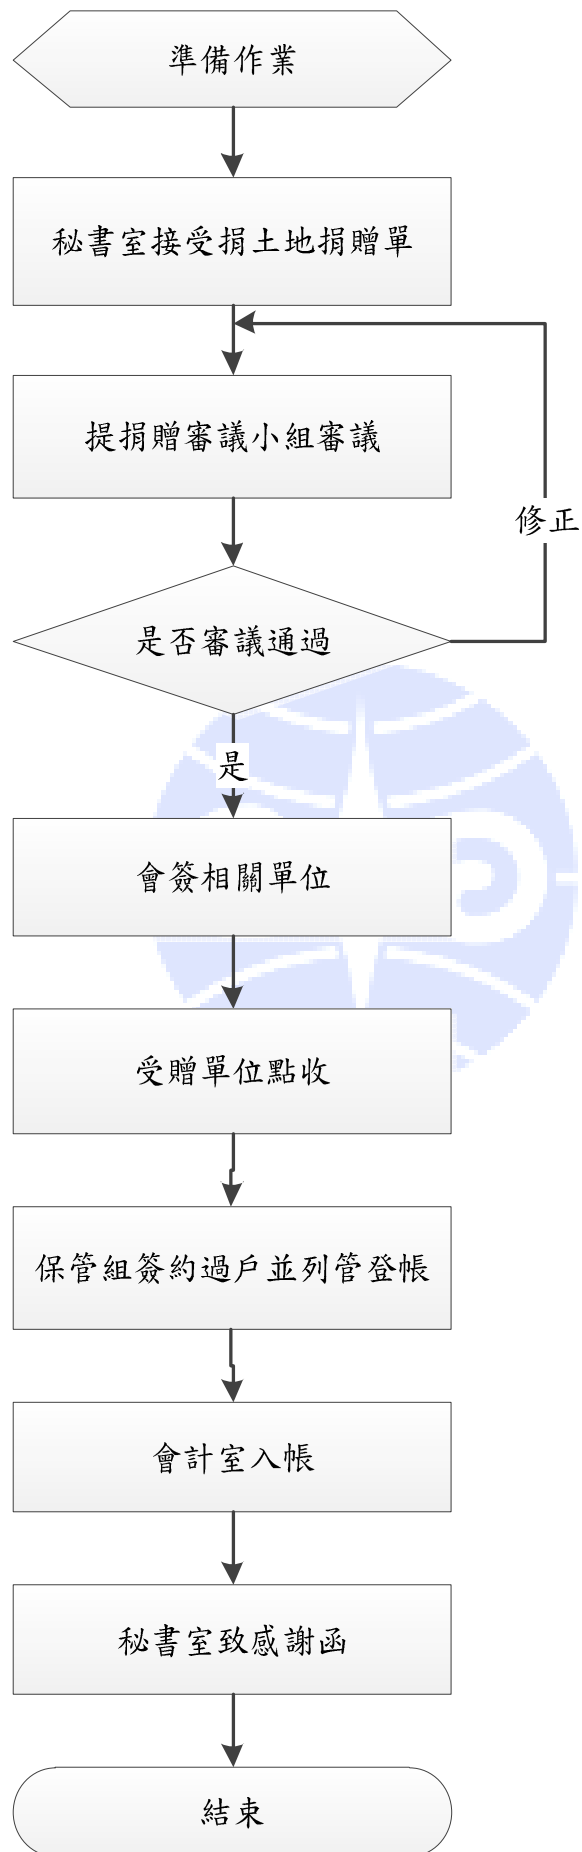 準備作業
秘書室接受捐土地捐贈單
提捐贈審議小組審議
修正
是否審議通過
是
會簽相關單位
受贈單位點收
保管組簽約過戶並列管登帳
會計室入帳
秘書室致感謝函
結束